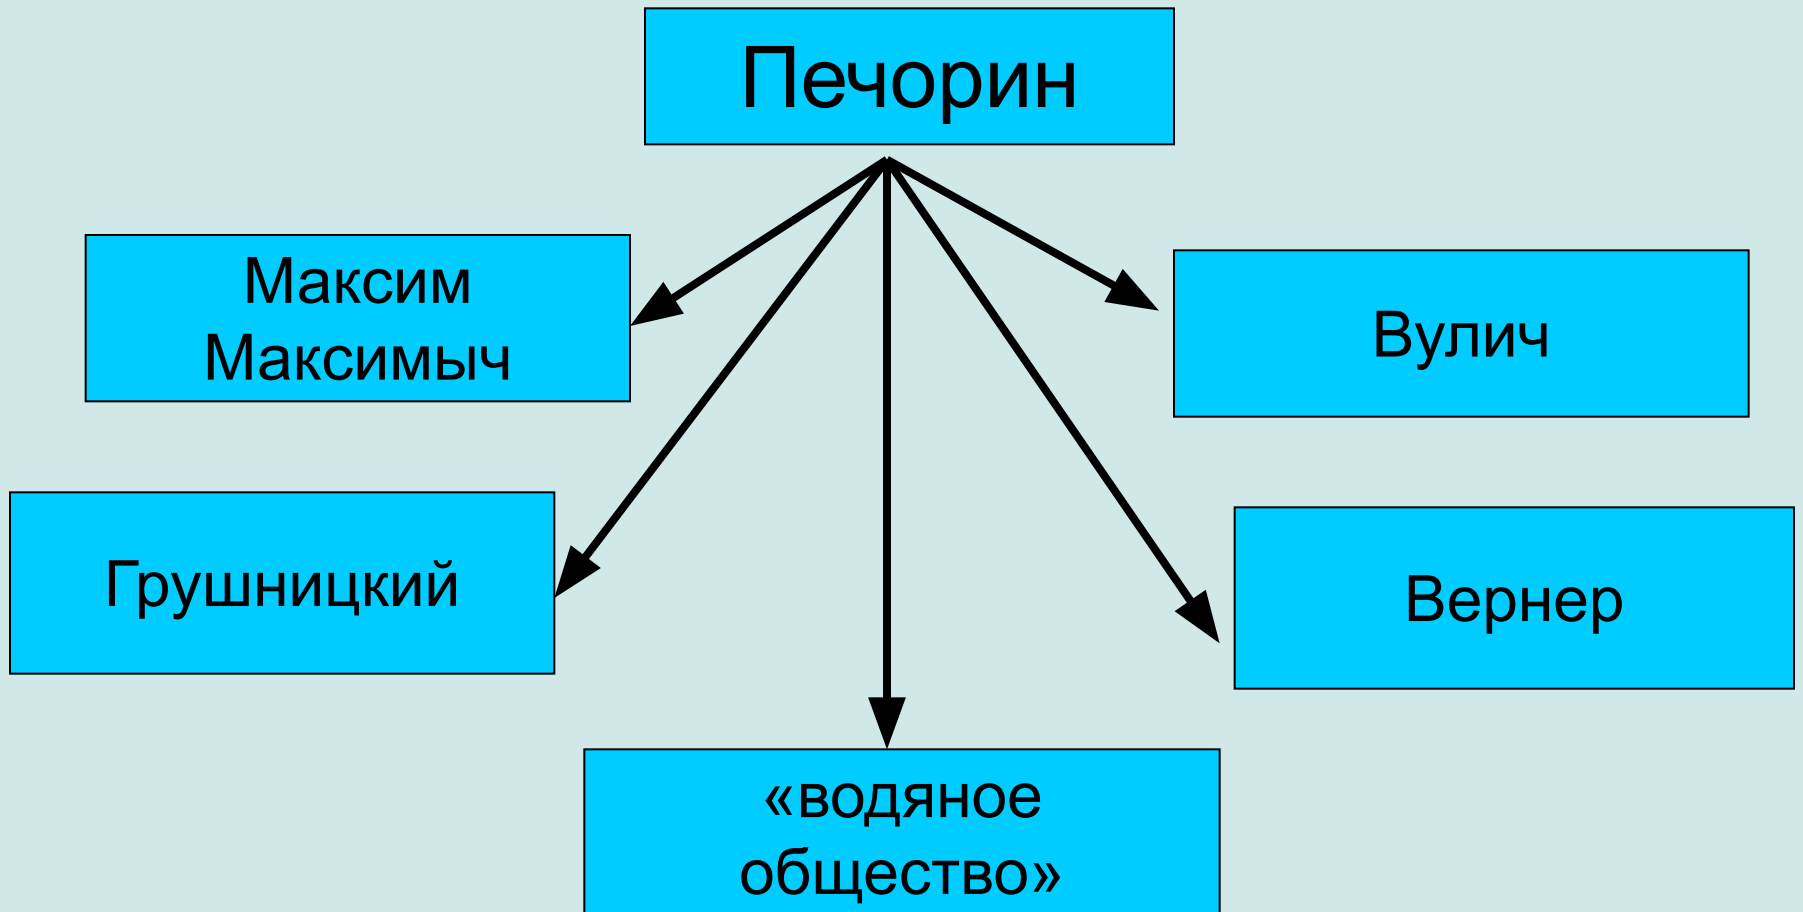 Печорин
Максим
Максимыч
Вулич
Грушницкий
Вернер
«водяное
общество»